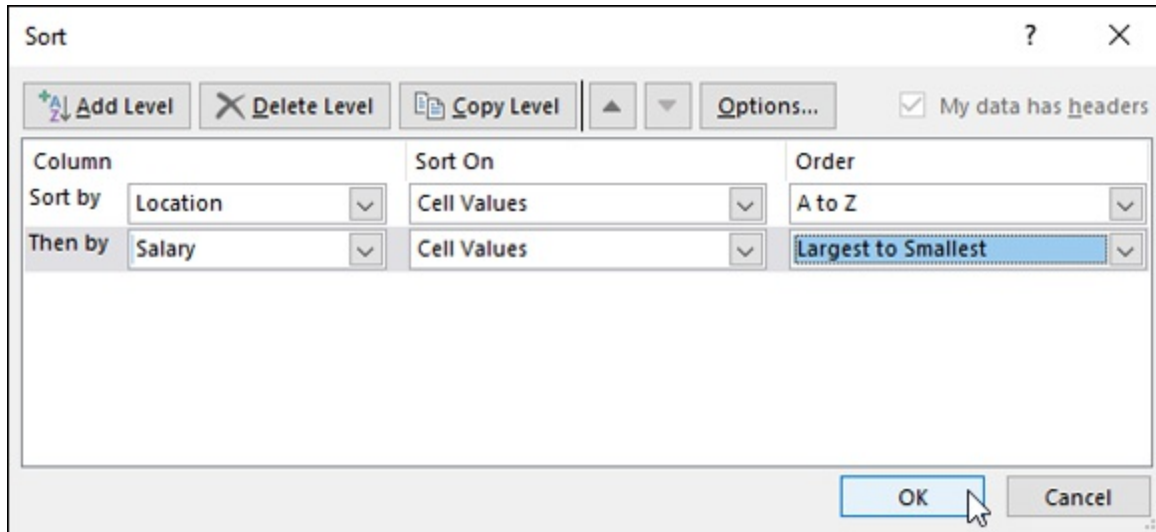 Sort ?
Add Level Delete Level Copy Level Options... My data has headers
Column Sort On Order
Sort by Location Cell Values A to Z
Then by Salary Cell Values Largest to Smallest
OK Cancel